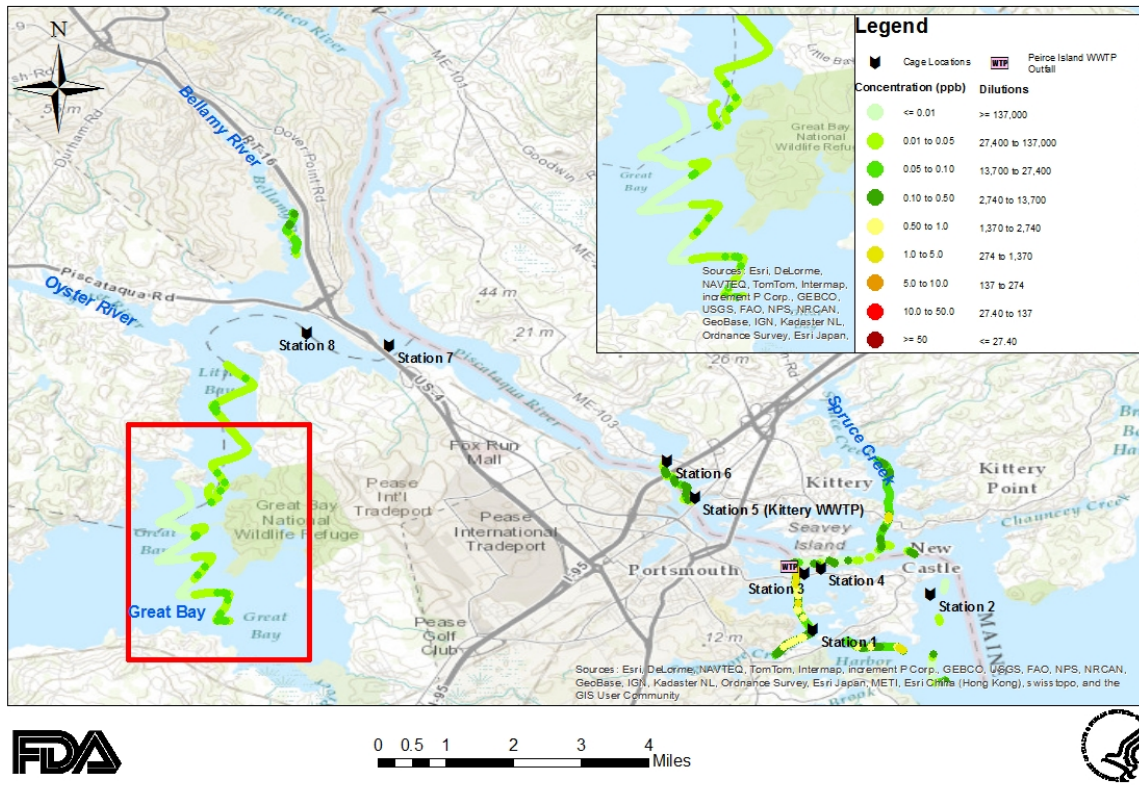 N
Pacheco River
ME-101
Goodwin
sh-Rd
Durham Rd
Bellamy River
RT-16
Dover Point Rd
Piscataqua Rd
Oyster River
44 m
21 m
26 m
Station 8
Station 7
US-4
Piscataqua River
ME-103
Little Bay
Fox Run
Mall
Pease
Int'l
Tradeport
Pease
International
Tradeport
Pease
Golf
Club
I-95
I-95
Great Bay
National
Wildlife Refuge
Great
Bay
Great Bay
Great
Bay
Station 6
Station 5 (Kittery WWTP)
Spruce Creek
Kittery
Kittery
Point
Chauncey Creek
Seavey
Island
Portsmouth
WTP
Station 3
Station 4
New
Castle
Station 2
Station 1
12 m
Harbor
MAIN
Sources: Esri, DeLorme, NAVTEQ, TomTom, Intermap, increment P Corp., GEBCO, USGS, FAO, NPS, NRCAN,
GeoBase, IGN, Kadaster NL, Ordnance Survey, Esri Japan, METI, Esri China (Hong Kong), swisstopo, and the
GIS User Community
Great Bay
National
Wildlife Refuge
Great
Bay
Sources: Esri, DeLorme,
NAVTEQ, TomTom, Intermap,
increment P Corp., GEBCO,
USGS, FAO, NPS, NRCAN,
GeoBase, IGN, Kadaster NL,
Ordnance Survey, Esri Japan,
Legend
Cage Locations
WTP Peirce Island WWTP
Outfall
Concentration (ppb) Dilutions
<= 0.01 >= 137,000
0.01 to 0.05 27,400 to 137,000
0.05 to 0.10 13,700 to 27,400
0.10 to 0.50 2,740 to 13,700
0.50 to 1.0 1,370 to 2,740
1.0 to 5.0 274 to 1,370
5.0 to 10.0 137 to 274
10.0 to 50.0 27.40 to 137
>= 50 <= 27.40
FDA
0 0.5 1 2 3 4
Miles